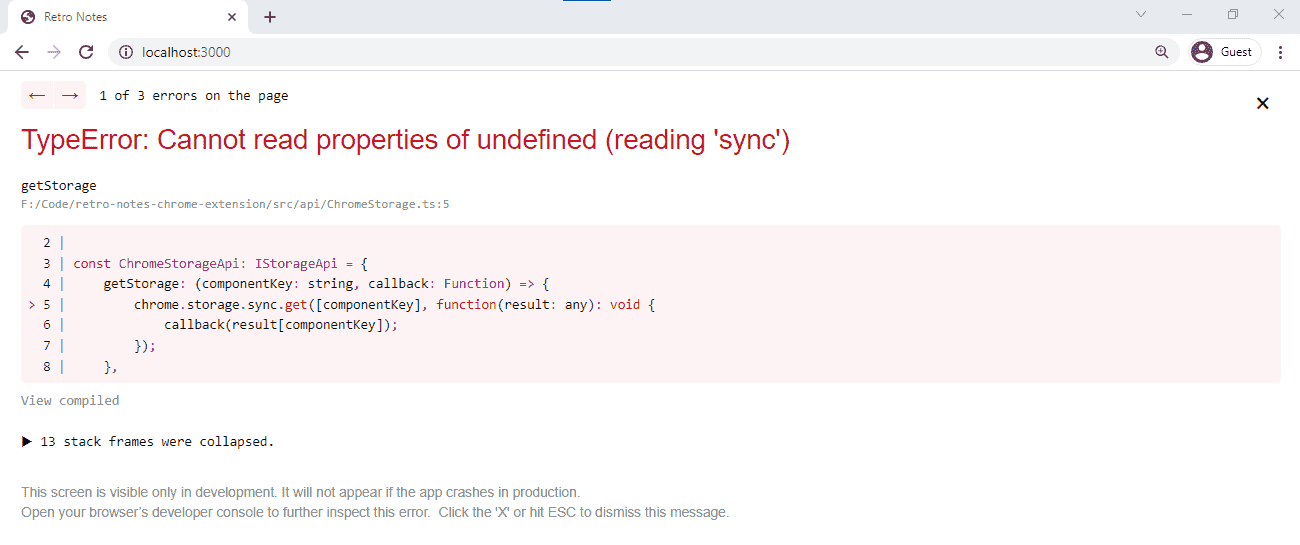 Retro Notes
localhost:3000
Guest
← → 1 of 3 errors on the page
TypeError: Cannot read properties of undefined (reading 'sync')
getStorage
F:/Code/retro-notes-chrome-extension/src/api/ChromeStorage.ts:5
2 |
3 | const ChromeStorageApi: IStorageApi = {
4 |     getStorage: (componentKey: string, callback: Function) => {
> 5 |         chrome.storage.sync.get([componentKey], function(result: any): void {
6 |             callback(result[componentKey]);
7 |         });
8 |     },
View compiled
▶ 13 stack frames were collapsed.
This screen is visible only in development. It will not appear if the app crashes in production.
Open your browser’s developer console to further inspect this error.  Click the 'X' or hit ESC to dismiss this message.